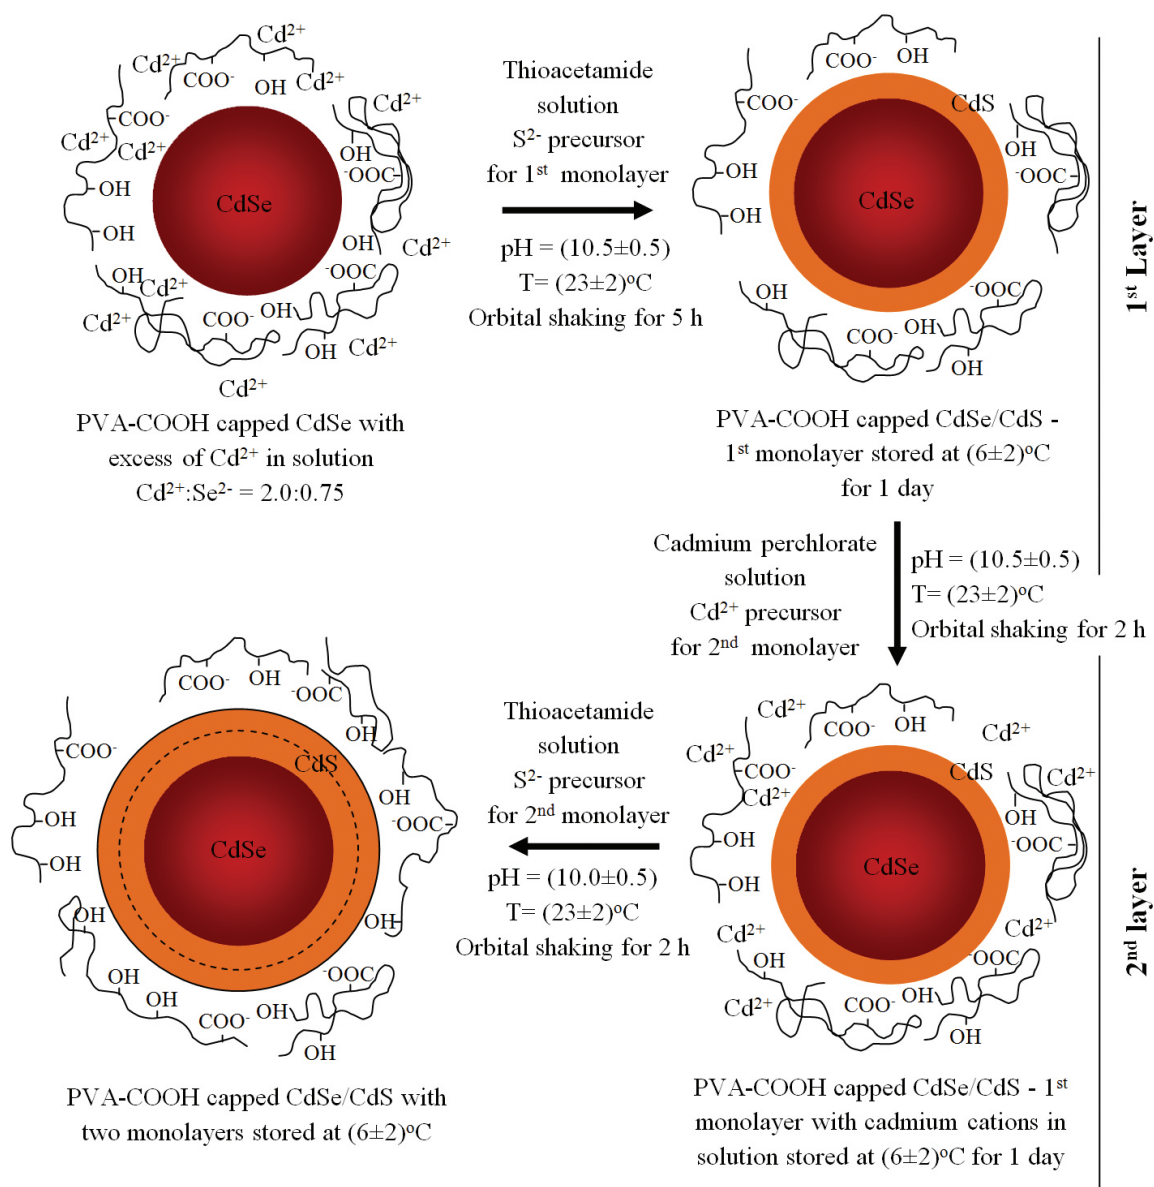 Cd²⁺
Cd²⁺
Cd²⁺
COO⁻
OH
Cd²⁺
COO⁻
Cd²⁺
Cd²⁺
Cd²⁺
OH
⁻OOC
OH
CdSe
OH
OH
Cd²⁺
OH
Cd²⁺
⁻OOC
Cd²⁺
COO⁻
OH
OH
Cd²⁺
Cd²⁺
PVA-COOH capped CdSe with
excess of Cd²⁺ in solution
Cd²⁺:Se²⁻ = 2.0:0.75
Thioacetamide
solution
S²⁻ precursor
for 1ˢᵗ monolayer
pH = (10.5±0.5)
T= (23±2)ºC
Orbital shaking for 5 h
COO⁻
OH
COO⁻
CdS
OH
⁻OOC
OH
CdSe
OH
OH
⁻OOC
COO⁻
OH
OH
PVA-COOH capped CdSe/CdS -
1ˢᵗ monolayer stored at (6±2)ºC
for 1 day
1ˢᵗ Layer
Cadmium perchlorate
solution
Cd²⁺ precursor
for 2ⁿᵈ monolayer
pH = (10.5±0.5)
T= (23±2)ºC
Orbital shaking for 2 h
Cd²⁺
COO⁻
OH
Cd²⁺
Cd²⁺
COO⁻
CdS
Cd²⁺
Cd²⁺
OH
OH
⁻OOC
CdSe
OH
Cd²⁺
Cd²⁺
OH
⁻OOC
Cd²⁺
COO⁻
OH
OH
PVA-COOH capped CdSe/CdS - 1ˢᵗ
monolayer with cadmium cations in
solution stored at (6±2)ºC for 1 day
2ⁿᵈ layer
Thioacetamide
solution
S²⁻ precursor
for 2ⁿᵈ monolayer
pH = (10.0±0.5)
T= (23±2)ºC
Orbital shaking for 2 h
COO⁻
OH
⁻OOC
OH
COO⁻
CdS
OH
OH
⁻OOC
CdSe
OH
OH
OH
OH
OH
⁻OOC
COO⁻
OH
OH
PVA-COOH capped CdSe/CdS with
two monolayers stored at (6±2)ºC